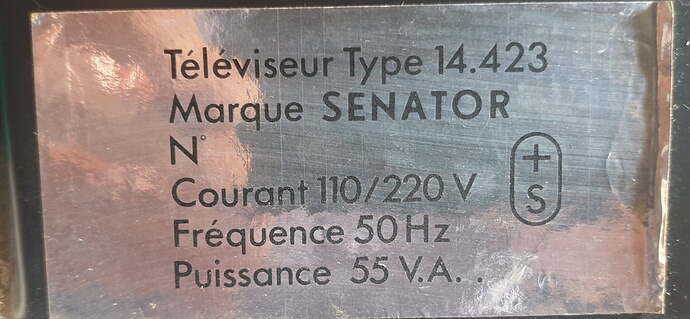 Téléviseur Type 14.423
Marque SENATOR
N°
Courant 110/220 V
Fréquence 50 Hz
Puissance 55 V.A. .
+
S